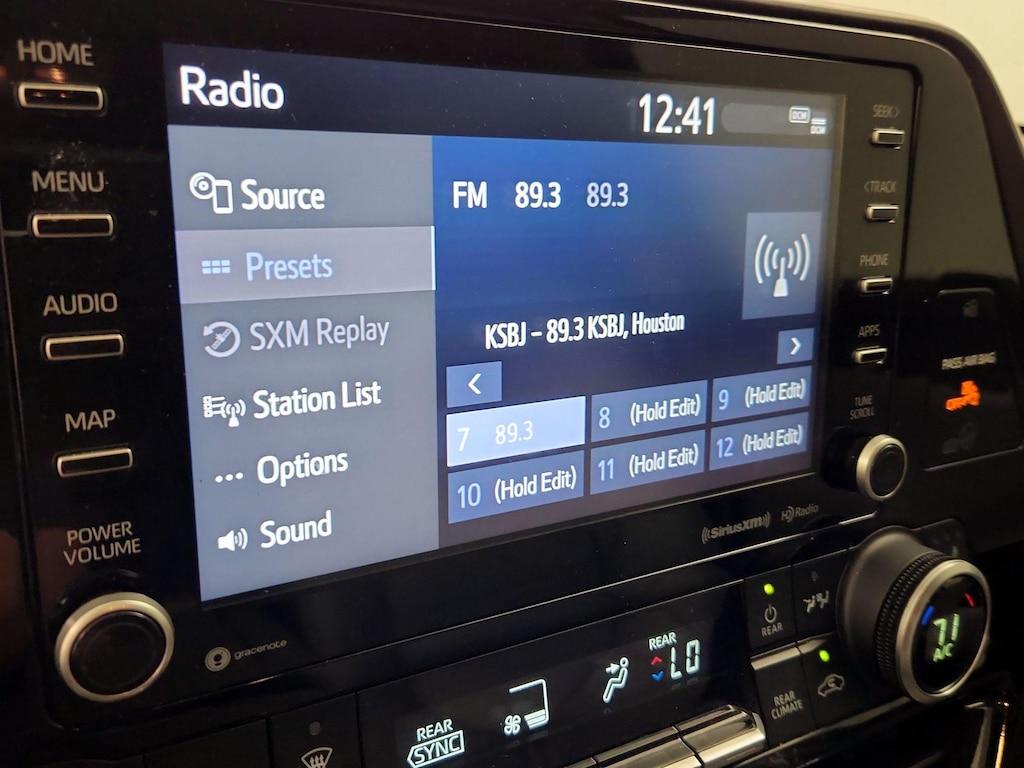 HOME
MENU
AUDIO
MAP
POWER
VOLUME
Radio
12:41
DCM
DCM
Source
Presets
SXM Replay
Station List
Options
Sound
FM 89.3 89.3
KSBJ – 89.3 KSBJ, Houston
<
>
7 89.3
8 (Hold Edit)
9 (Hold Edit)
10 (Hold Edit)
11 (Hold Edit)
12 (Hold Edit)
SEEK>
<TRACK
PHONE
APPS
TUNE
SCROLL
PASS AIR BAG
OFF
gracenote
SiriusXM
HD Radio
REAR
SYNC
REAR
LO
REAR
REAR
CLIMATE
71
A/C